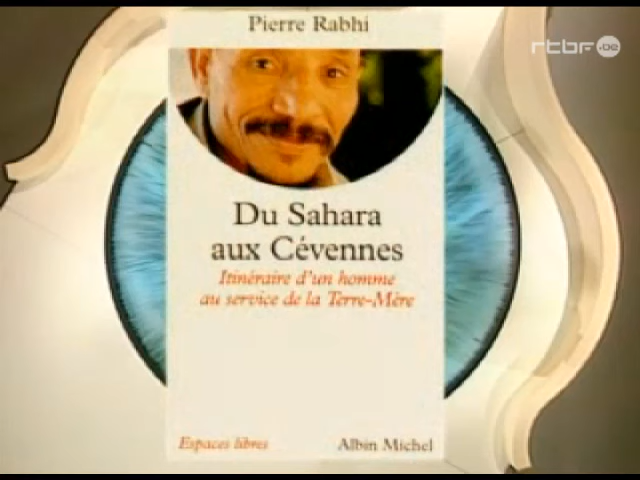 Pierre Rabhi
rtbf.be
Du Sahara
aux Cévennes
Itinéraire d'un homme
au service de la Terre-Mère
Espaces libres
Albin Michel